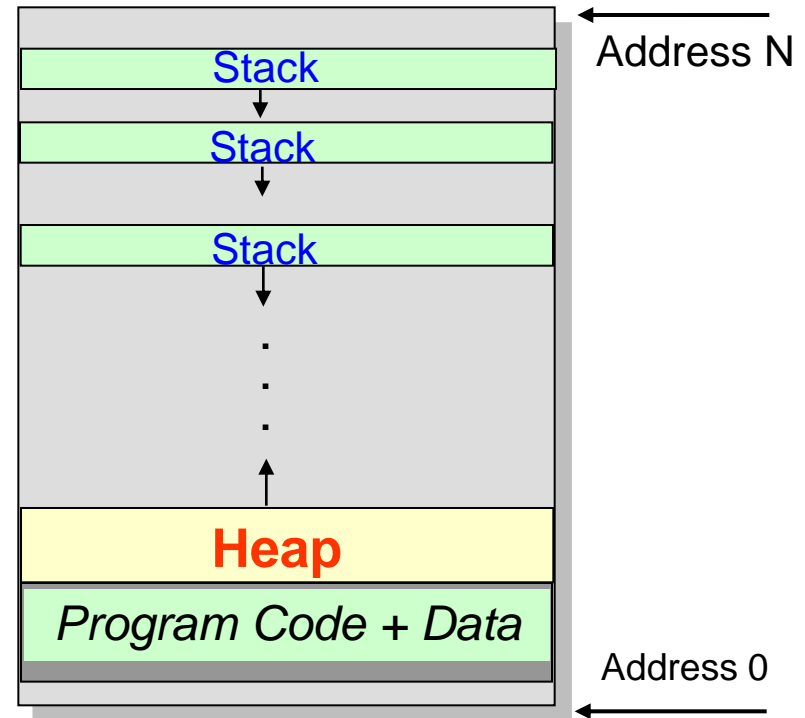 Address N
Stack
Stack
Stack
.
.
.
Heap
Program Code + Data
Address 0